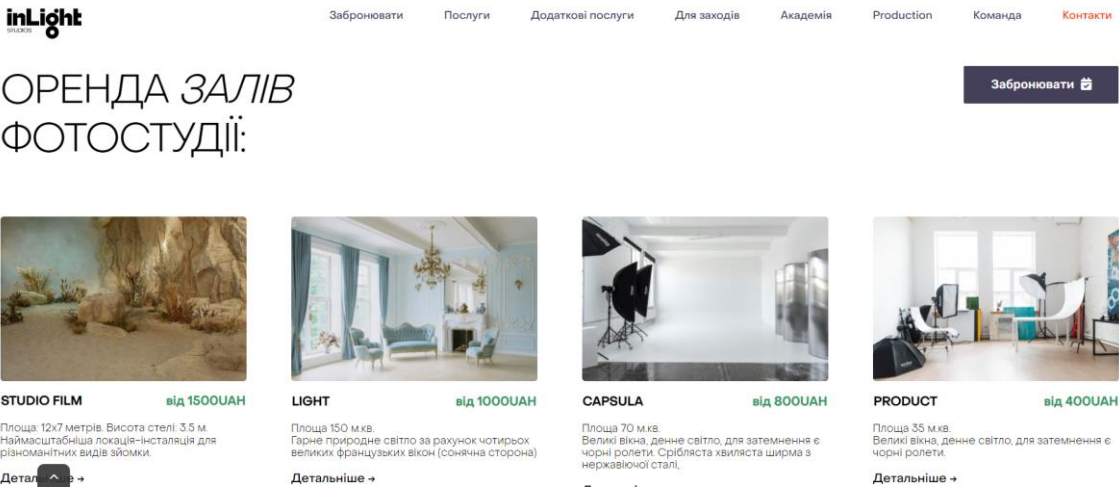 inLight
STUDIOS
Забронювати
Послуги
Додаткові послуги
Для заходів
Академія
Production
Команда
Контакти
ОРЕНДА ЗАЛІВ
ФОТОСТУДІЇ:
Забронювати
STUDIO FILM
від 1500UAH
Площа: 12х7 метрів. Висота стелі: 3.5 м.
Наймасштабніша локація-інсталяція для
різноманітних видів зйомки.
→
LIGHT
від 1000UAH
Площа 150 м.кв.
Гарне природне світло за рахунок чотирьох
великих французьких вікон (сонячна сторона)
Детальніше →
CAPSULA
від 800UAH
Площа 70 м.кв.
Великі вікна, денне світло, для затемнення є
чорні ролети. Срібляста хвиляста ширма з
нержавіючої сталі,
PRODUCT
від 400UAH
Площа 35 м.кв.
Великі вікна, денне світло, для затемнення є
чорні ролети.
Детальніше →